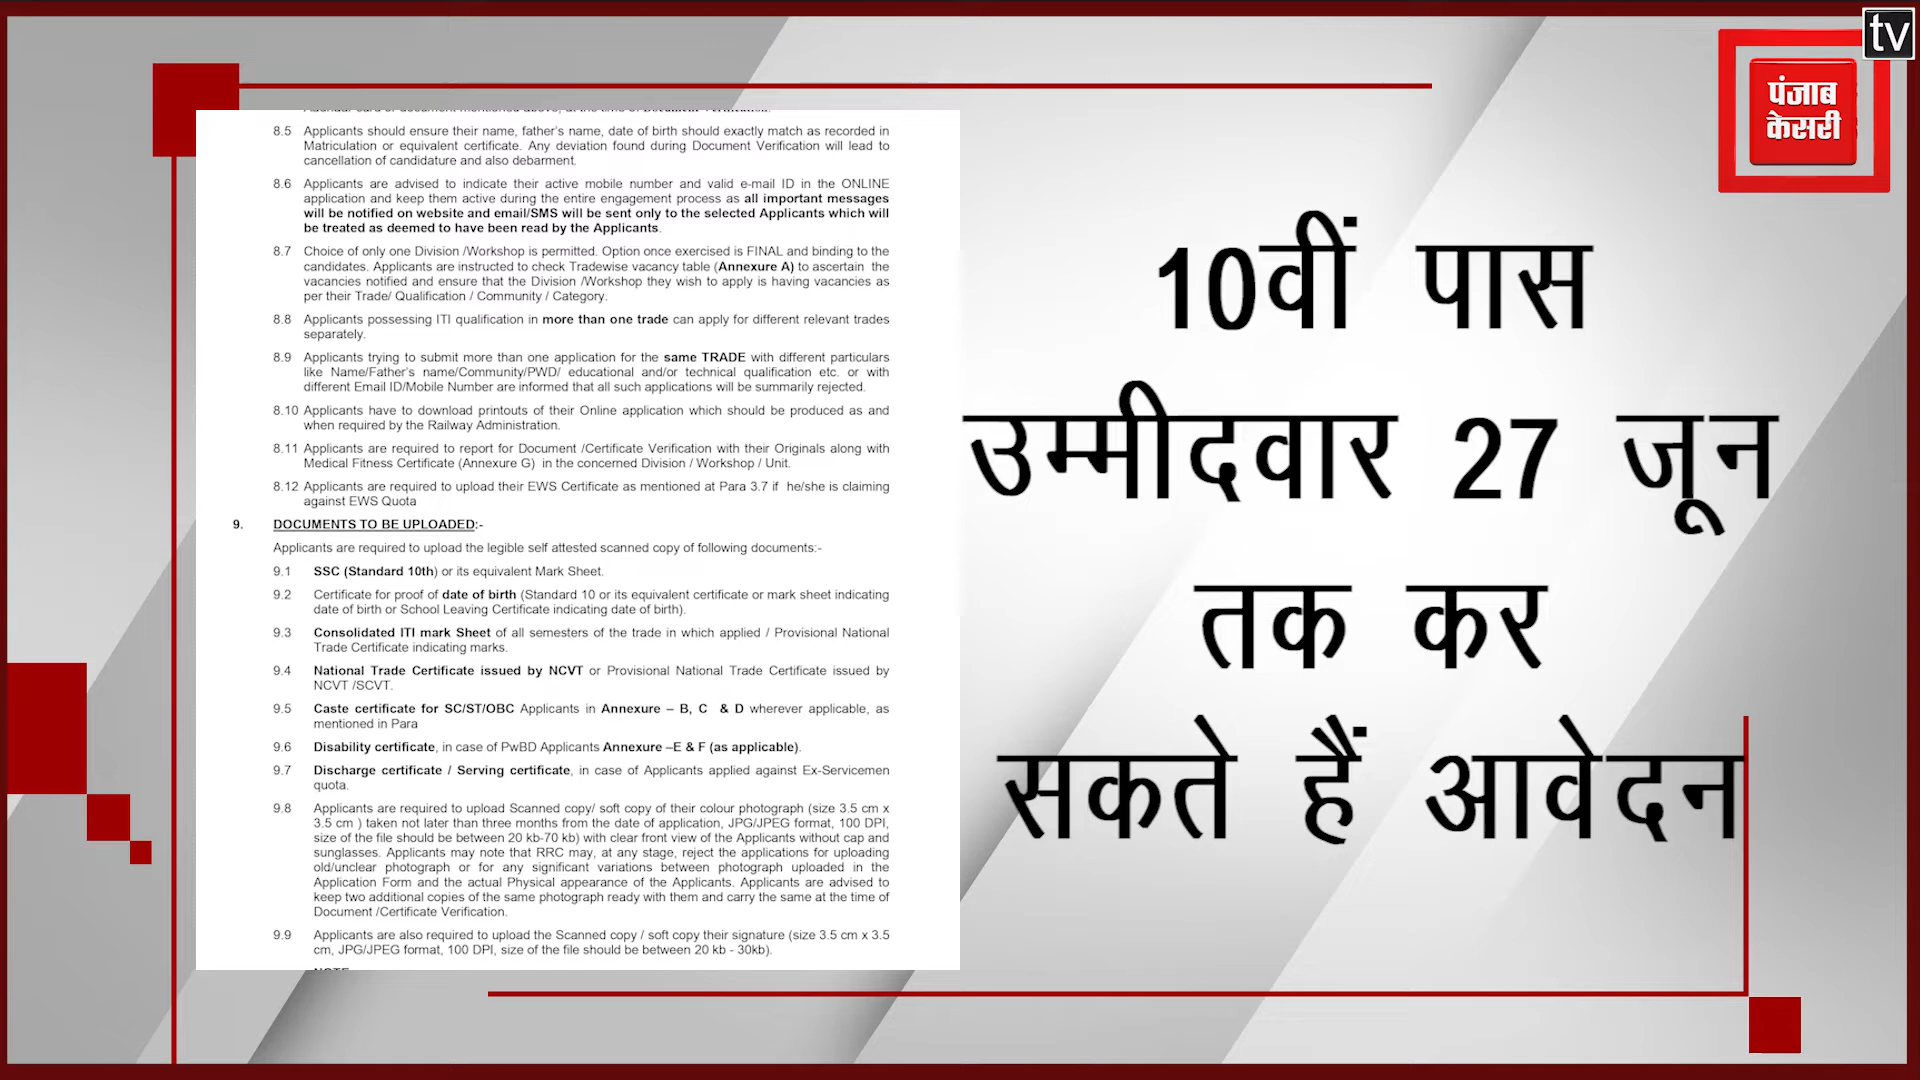 tv
पंजाब
केसरी
8.5 Applicants should ensure their name, father's name, date of birth should exactly match as recorded in
Matriculation or equivalent certificate. Any deviation found during Document Verification will lead to
cancellation of candidature and also debarment.
8.6 Applicants are advised to indicate their active mobile number and valid e-mail ID in the ONLINE
application and keep them active during the entire engagement process as all important messages
will be notified on website and email/SMS will be sent only to the selected Applicants which will
be treated as deemed to have been read by the Applicants.
8.7 Choice of only one Division /Workshop is permitted. Option once exercised is FINAL and binding to the
candidates. Applicants are instructed to check Tradewise vacancy table (Annexure A) to ascertain the
vacancies notified and ensure that the Division /Workshop they wish to apply is having vacancies as
per their Trade/ Qualification / Community / Category.
8.8 Applicants possessing ITI qualification in more than one trade can apply for different relevant trades
separately.
8.9 Applicants trying to submit more than one application for the same TRADE with different particulars
like Name/Father's name/Community/PWD/ educational and/or technical qualification etc. or with
different Email ID/Mobile Number are informed that all such applications will be summarily rejected.
8.10 Applicants have to download printouts of their Online application which should be produced as and
when required by the Railway Administration.
8.11 Applicants are required to report for Document /Certificate Verification with their Originals along with
Medical Fitness Certificate (Annexure G) in the concerned Division / Workshop / Unit.
8.12 Applicants are required to upload their EWS Certificate as mentioned at Para 3.7 if he/she is claiming
against EWS Quota
9. DOCUMENTS TO BE UPLOADED:-
Applicants are required to upload the legible self attested scanned copy of following documents:-
9.1 SSC (Standard 10th) or its equivalent Mark Sheet.
9.2 Certificate for proof of date of birth (Standard 10 or its equivalent certificate or mark sheet indicating
date of birth or School Leaving Certificate indicating date of birth).
9.3 Consolidated ITI mark Sheet of all semesters of the trade in which applied / Provisional National
Trade Certificate indicating marks.
9.4 National Trade Certificate issued by NCVT or Provisional National Trade Certificate issued by
NCVT /SCVT.
9.5 Caste certificate for SC/ST/OBC Applicants in Annexure – B, C & D wherever applicable, as
mentioned in Para
9.6 Disability certificate, in case of PwBD Applicants Annexure –E & F (as applicable).
9.7 Discharge certificate / Serving certificate, in case of Applicants applied against Ex-Servicemen
quota.
9.8 Applicants are required to upload Scanned copy/ soft copy of their colour photograph (size 3.5 cm x
3.5 cm ) taken not later than three months from the date of application, JPG/JPEG format, 100 DPI,
size of the file should be between 20 kb-70 kb) with clear front view of the Applicants without cap and
sunglasses. Applicants may note that RRC may, at any stage, reject the applications for uploading
old/unclear photograph or for any significant variations between photograph uploaded in the
Application Form and the actual Physical appearance of the Applicants. Applicants are advised to
keep two additional copies of the same photograph ready with them and carry the same at the time of
Document /Certificate Verification.
9.9 Applicants are also required to upload the Scanned copy / soft copy their signature (size 3.5 cm x 3.5
cm, JPG/JPEG format, 100 DPI, size of the file should be between 20 kb - 30kb).
10वीं पास
उम्मीदवार 27 जून
तक कर
सकते हैं आवेदन